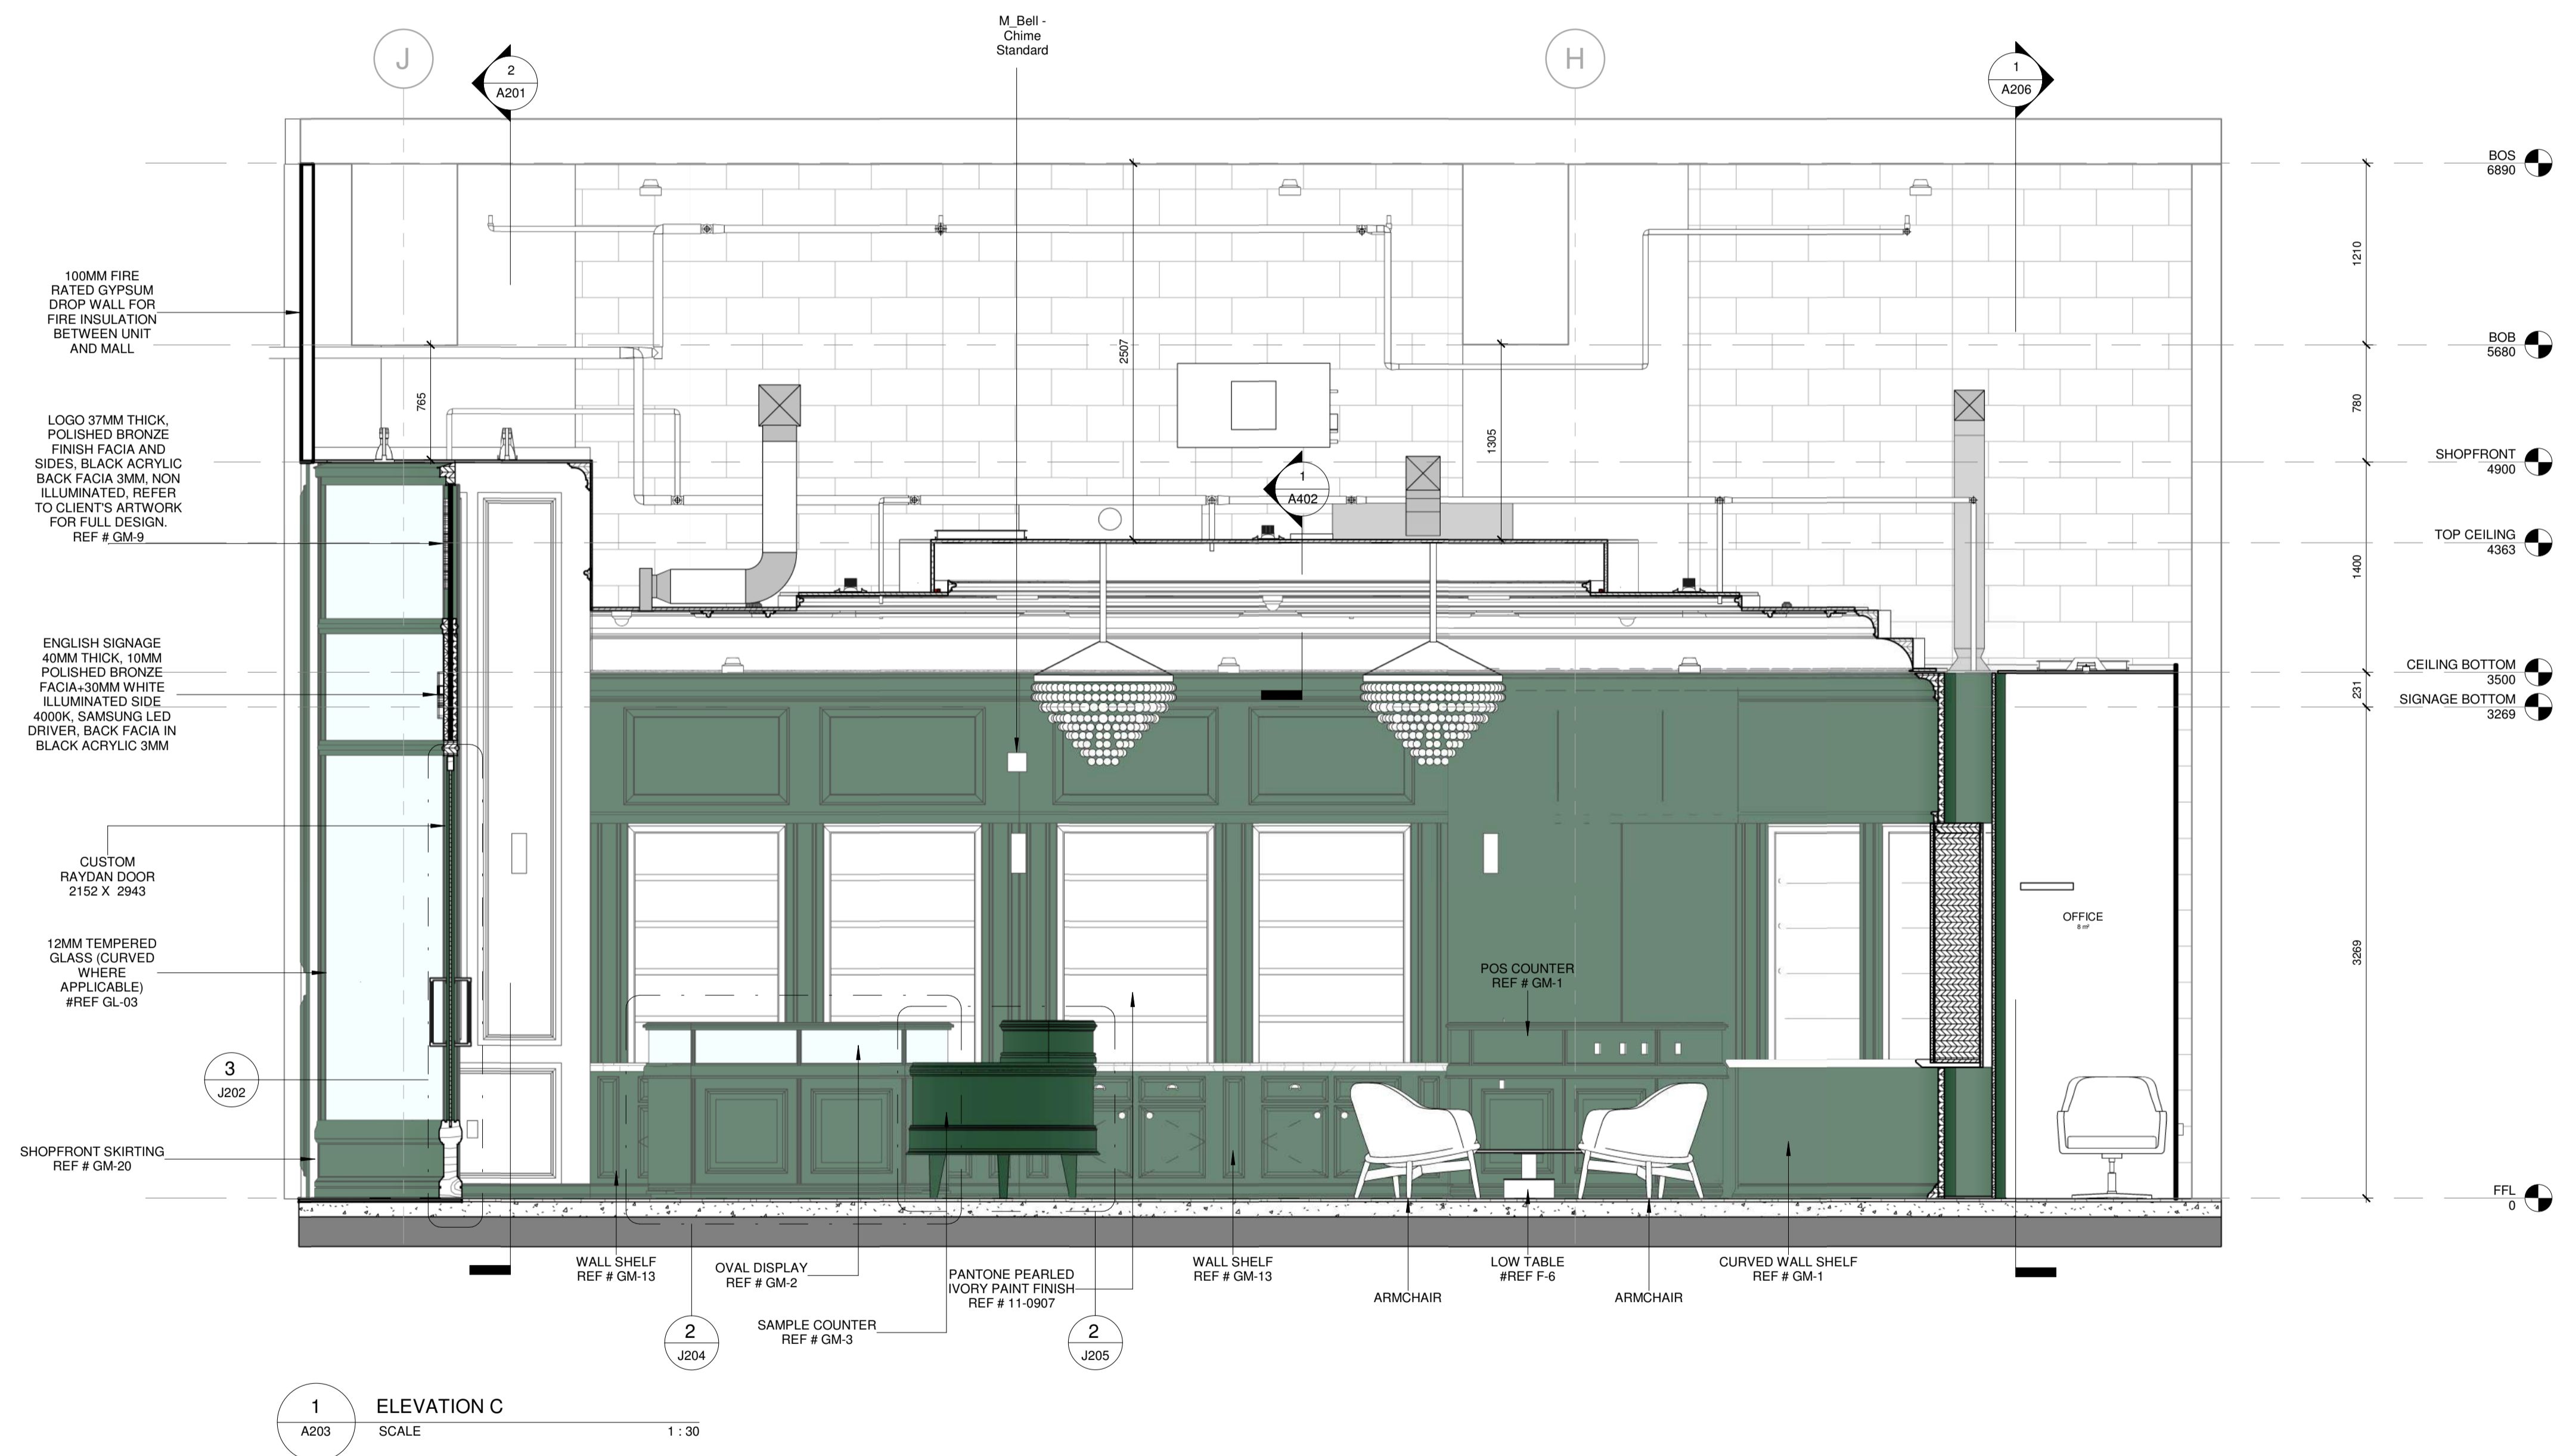 M_Bell -
Chime
Standard
J
2
A201
H
1
A206
BOS
6890
1210
100MM FIRE
RATED GYPSUM
DROP WALL FOR
FIRE INSULATION
BETWEEN UNIT
AND MALL
2507
BOB
5680
765
780
1305
LOGO 37MM THICK,
POLISHED BRONZE
FINISH FACIA AND
SIDES, BLACK ACRYLIC
BACK FACIA 3MM, NON
ILLUMINATED, REFER
TO CLIENT'S ARTWORK
FOR FULL DESIGN.
REF # GM-9
SHOPFRONT
4900
1
A402
TOP CEILING
4363
1400
ENGLISH SIGNAGE
40MM THICK, 10MM
POLISHED BRONZE
FACIA+30MM WHITE
ILLUMINATED SIDE
4000K, SAMSUNG LED
DRIVER, BACK FACIA IN
BLACK ACRYLIC 3MM
CEILING BOTTOM
3500
231
SIGNAGE BOTTOM
3269
CUSTOM
RAYDAN DOOR
2152 X 2943
12MM TEMPERED
GLASS (CURVED
WHERE
APPLICABLE)
#REF GL-03
OFFICE
8 m²
3269
POS COUNTER
REF # GM-1
3
J202
SHOPFRONT SKIRTING
REF # GM-20
FFL
0
WALL SHELF
REF # GM-13
OVAL DISPLAY
REF # GM-2
PANTONE PEARLED
IVORY PAINT FINISH
REF # 11-0907
WALL SHELF
REF # GM-13
ARMCHAIR
LOW TABLE
#REF F-6
ARMCHAIR
CURVED WALL SHELF
REF # GM-1
2
J204
SAMPLE COUNTER
REF # GM-3
2
J205
1
A203
ELEVATION C
SCALE
1 : 30